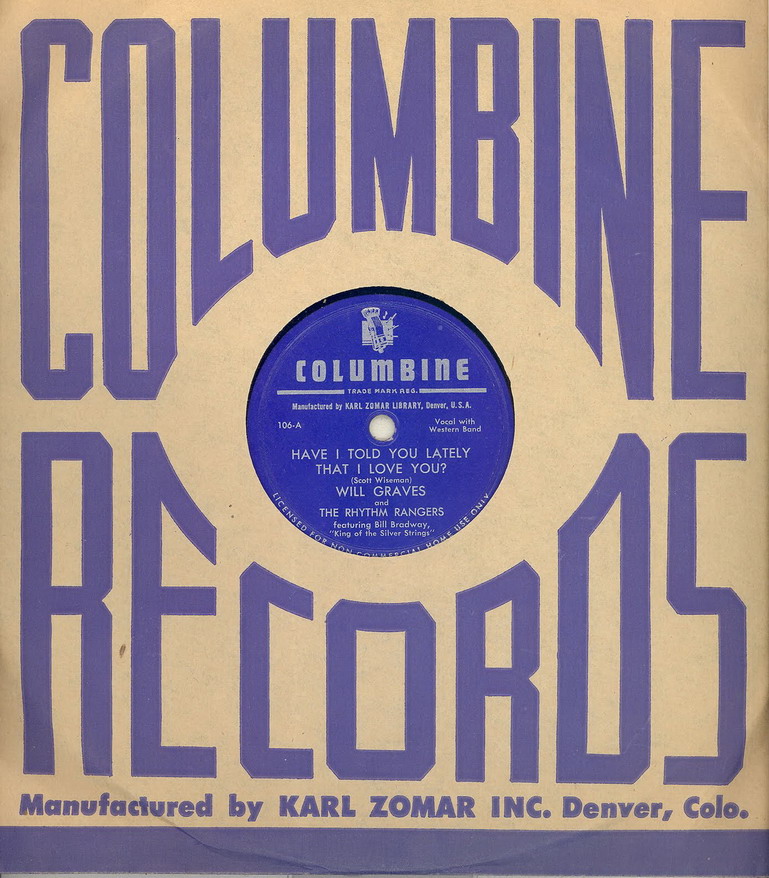 COLUMBINE
COLUMBINE
TRADE MARK REG.
Manufactured by KARL ZOMAR LIBRARY, Denver, U.S.A.
106-A
Vocal with
Western Band
HAVE I TOLD YOU LATELY
THAT I LOVE YOU?
(Scott Wiseman)
WILL GRAVES
and
THE RHYTHM RANGERS
featuring Bill Bradway,
"King of the Silver Strings"
LICENSED FOR NON COMMERCIAL HOME USE ONLY
RECORDS
Manufactured by KARL ZOMAR INC. Denver, Colo.